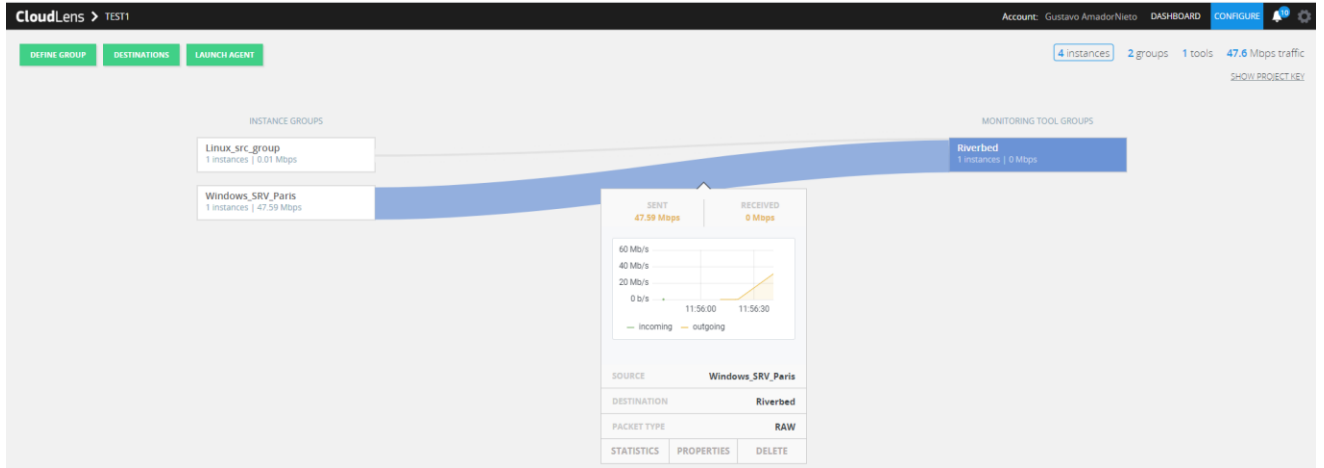 CloudLens > TEST1
Account: Gustavo AmadorNieto DASHBOARD CONFIGURE 10
DEFINE GROUP DESTINATIONS LAUNCH AGENT
4 instances 2 groups 1 tools 47.6 Mbps traffic
SHOW PROJECT KEY
INSTANCE GROUPS
MONITORING TOOL GROUPS
Linux_src_group
1 instances | 0.01 Mbps
Riverbed
1 instances | 0 Mbps
Windows_SRV_Paris
1 instances | 47.59 Mbps
SENT RECEIVED
47.59 Mbps 0 Mbps
60 Mb/s
40 Mb/s
20 Mb/s
0 b/s
11:56:00 11:56:30
incoming outgoing
SOURCE Windows_SRV_Paris
DESTINATION Riverbed
PACKET TYPE RAW
STATISTICS PROPERTIES DELETE